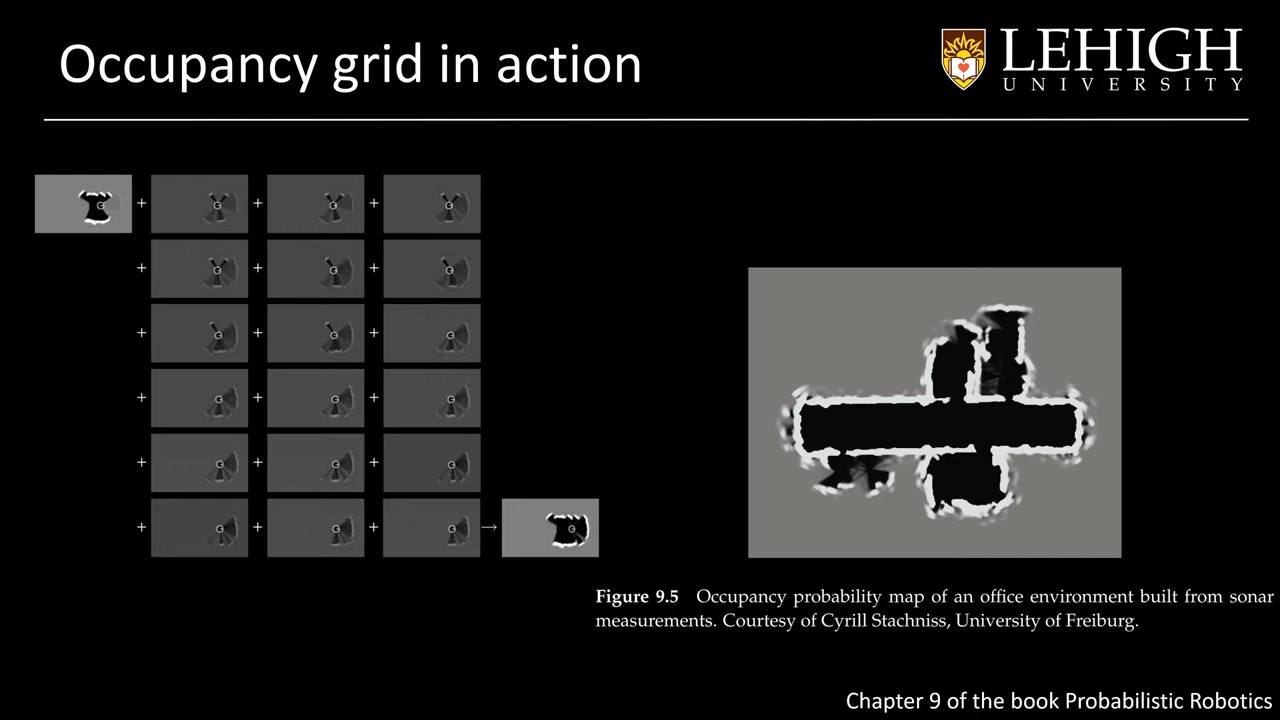 Occupancy grid in action
LEHIGH
UNIVERSITY
+ + +
+ + +
+ + +
+ + +
+ + +
+ + + →
Figure 9.5 Occupancy probability map of an office environment built from sonar
measurements. Courtesy of Cyrill Stachniss, University of Freiburg.
Chapter 9 of the book Probabilistic Robotics